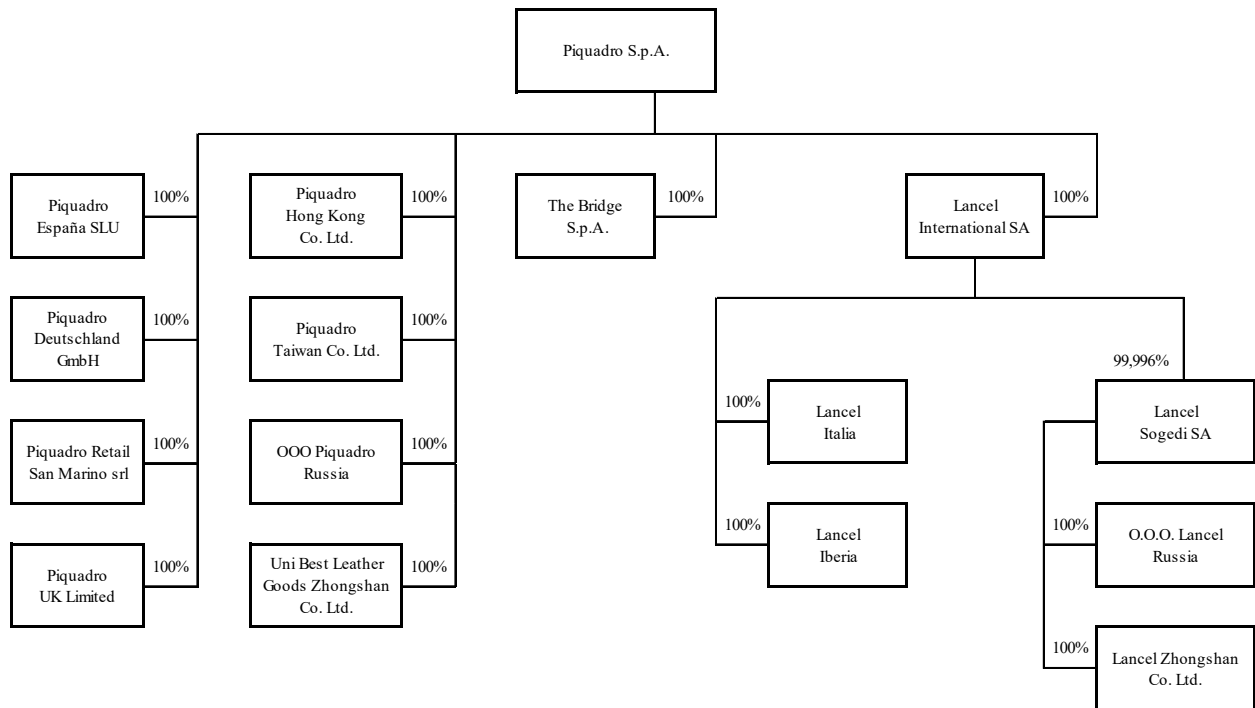 Piquadro S.p.A.
100%
100%
100%
100%
Piquadro
España SLU
Piquadro
Hong Kong
Co. Ltd.
The Bridge
S.p.A.
Lancel
International SA
100%
100%
Piquadro
Deutschland
GmbH
Piquadro
Taiwan Co. Ltd.
99,996%
100%
100%
100%
Piquadro Retail
San Marino srl
OOO Piquadro
Russia
Lancel
Italia
Lancel
Sogedi SA
100%
100%
100%
100%
Piquadro
UK Limited
Uni Best Leather
Goods Zhongshan
Co. Ltd.
Lancel
Iberia
O.O.O. Lancel
Russia
100%
Lancel Zhongshan
Co. Ltd.